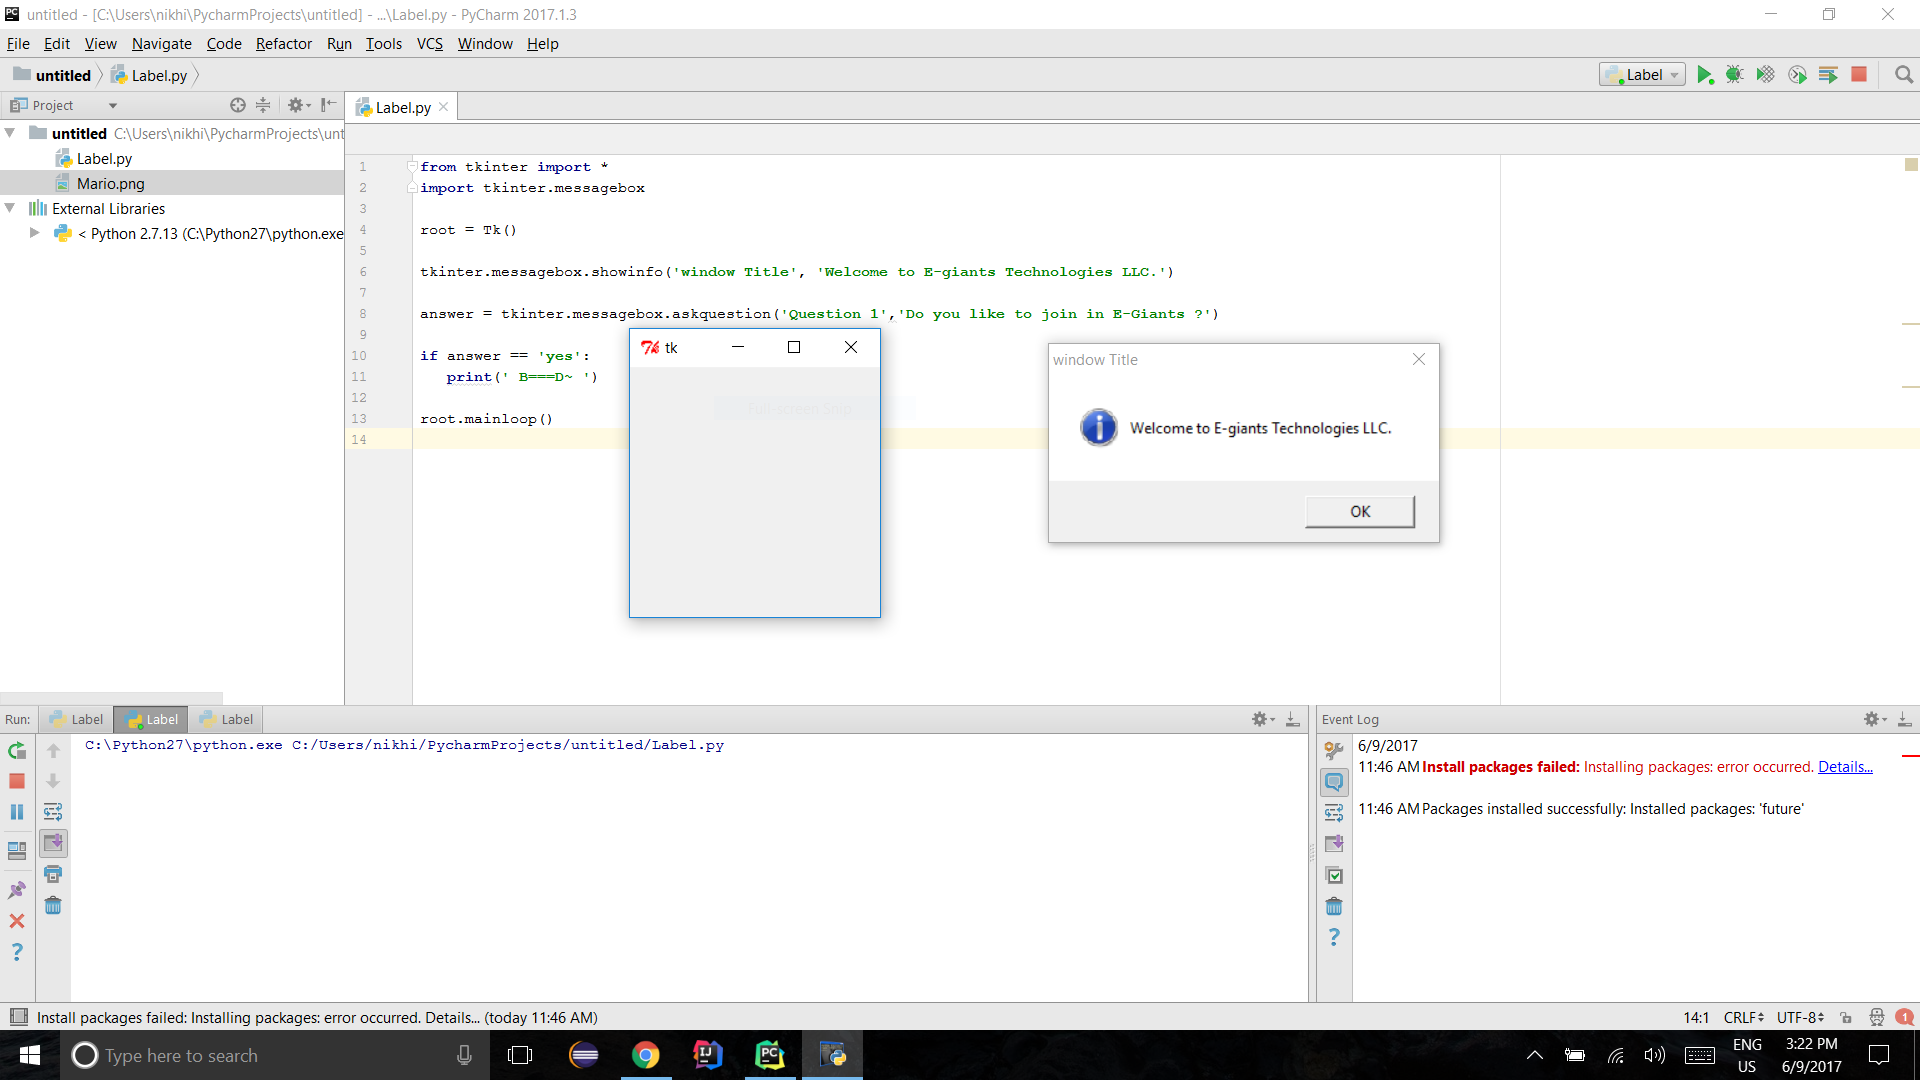 untitled - [C:\Users\nikhi\PycharmProjects\untitled] - ...\Label.py - PyCharm 2017.1.3
File Edit View Navigate Code Refactor Run Tools VCS Window Help
untitled Label.py
Label
Project
Label.py
untitled C:\Users\nikhi\PycharmProjects\unt
Label.py
Mario.png
External Libraries
< Python 2.7.13 (C:\Python27\python.exe
1 from tkinter import *
2 import tkinter.messagebox
3
4 root = Tk()
5
6 tkinter.messagebox.showinfo('window Title', 'Welcome to E-giants Technologies LLC.')
7
8 answer = tkinter.messagebox.askquestion('Question 1','Do you like to join in E-Giants ?')
9
10 if answer == 'yes':
11 print(' B===D~ ')
12
13 root.mainloop()
14
tk
Full-screen Snip
window Title
Welcome to E-giants Technologies LLC.
OK
Run: Label Label Label
C:\Python27\python.exe C:/Users/nikhi/PycharmProjects/untitled/Label.py
Event Log
6/9/2017
11:46 AM Install packages failed: Installing packages: error occurred. Details...
11:46 AM Packages installed successfully: Installed packages: 'future'
Install packages failed: Installing packages: error occurred. Details... (today 11:46 AM)
14:1 CRLF UTF-8 1
Type here to search
ENG
US
3:22 PM
6/9/2017